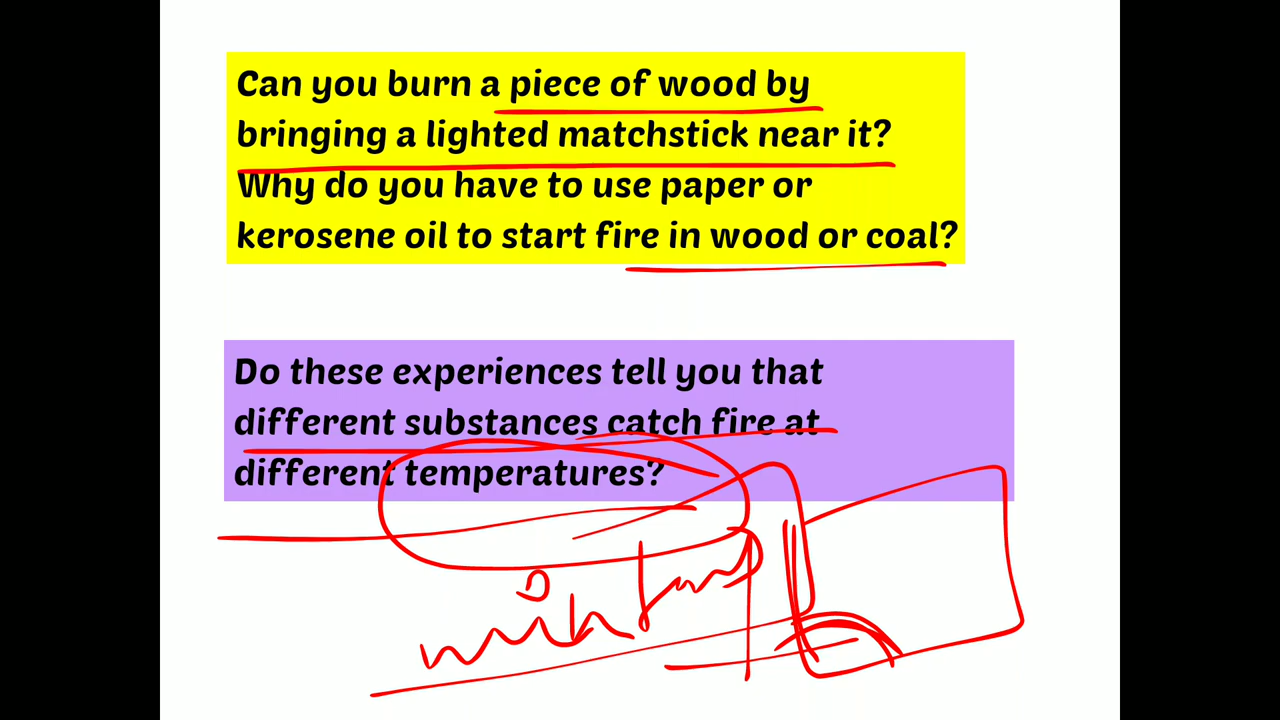 Can you burn a piece of wood by
bringing a lighted matchstick near it?
Why do you have to use paper or
kerosene oil to start fire in wood or coal?
Do these experiences tell you that
different substances catch fire at
different temperatures?